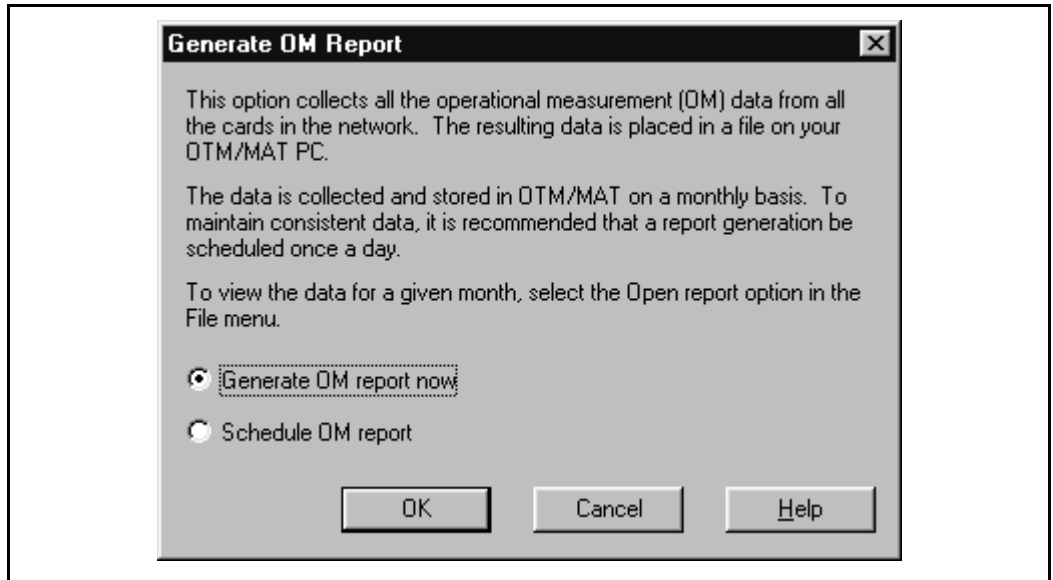 Generate OM Report
This option collects all the operational measurement (OM) data from all
the cards in the network.  The resulting data is placed in a file on your
OTM/MAT PC.
The data is collected and stored in OTM/MAT on a monthly basis.  To
maintain consistent data, it is recommended that a report generation be
scheduled once a day.
To view the data for a given month, select the Open report option in the
File menu.
Generate OM report now
Schedule OM report
OK
Cancel
Help